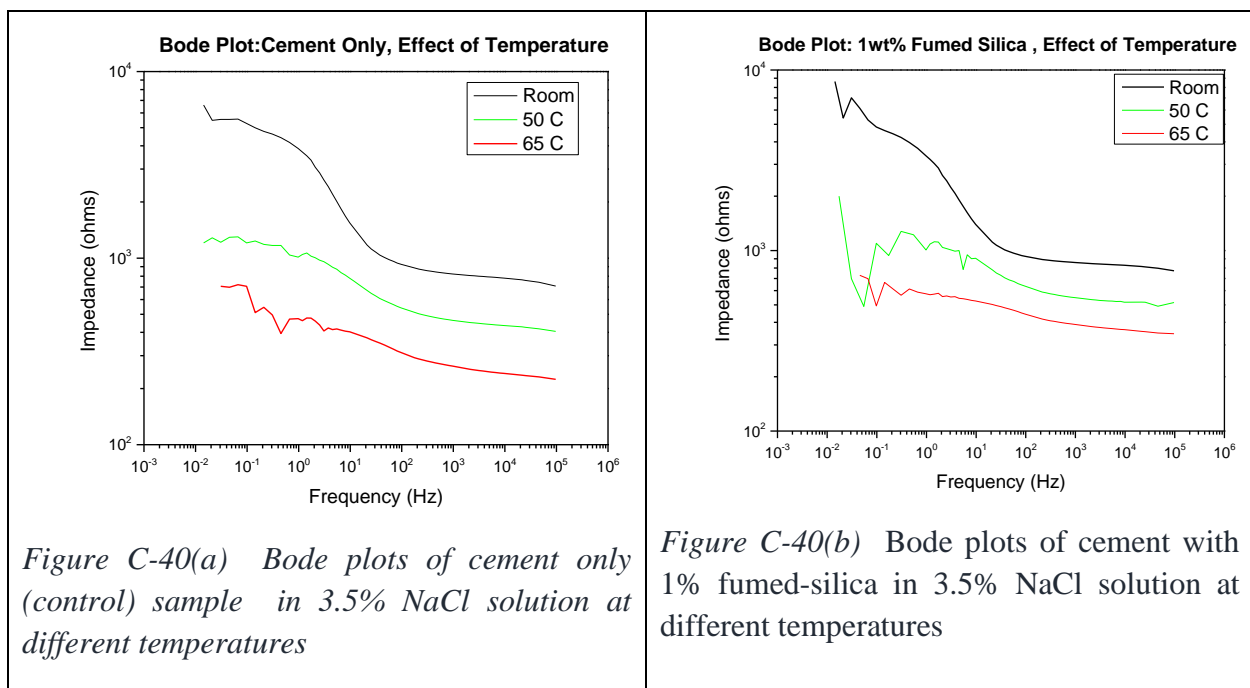 Bode Plot:Cement Only, Effect of Temperature
10^4
10^3
10^2
Impedance (ohms)
Room
50 C
65 C
10^-3 10^-2 10^-1 10^0 10^1 10^2 10^3 10^4 10^5 10^6
Frequency (Hz)
Figure C-40(a) Bode plots of cement only
(control) sample in 3.5% NaCl solution at
different temperatures
Bode Plot: 1wt% Fumed Silica , Effect of Temperature
10^4
10^3
10^2
Impedance (ohms)
Room
50 C
65 C
10^-3 10^-2 10^-1 10^0 10^1 10^2 10^3 10^4 10^5 10^6
Frequency (Hz)
Figure C-40(b) Bode plots of cement with
1% fumed-silica in 3.5% NaCl solution at
different temperatures